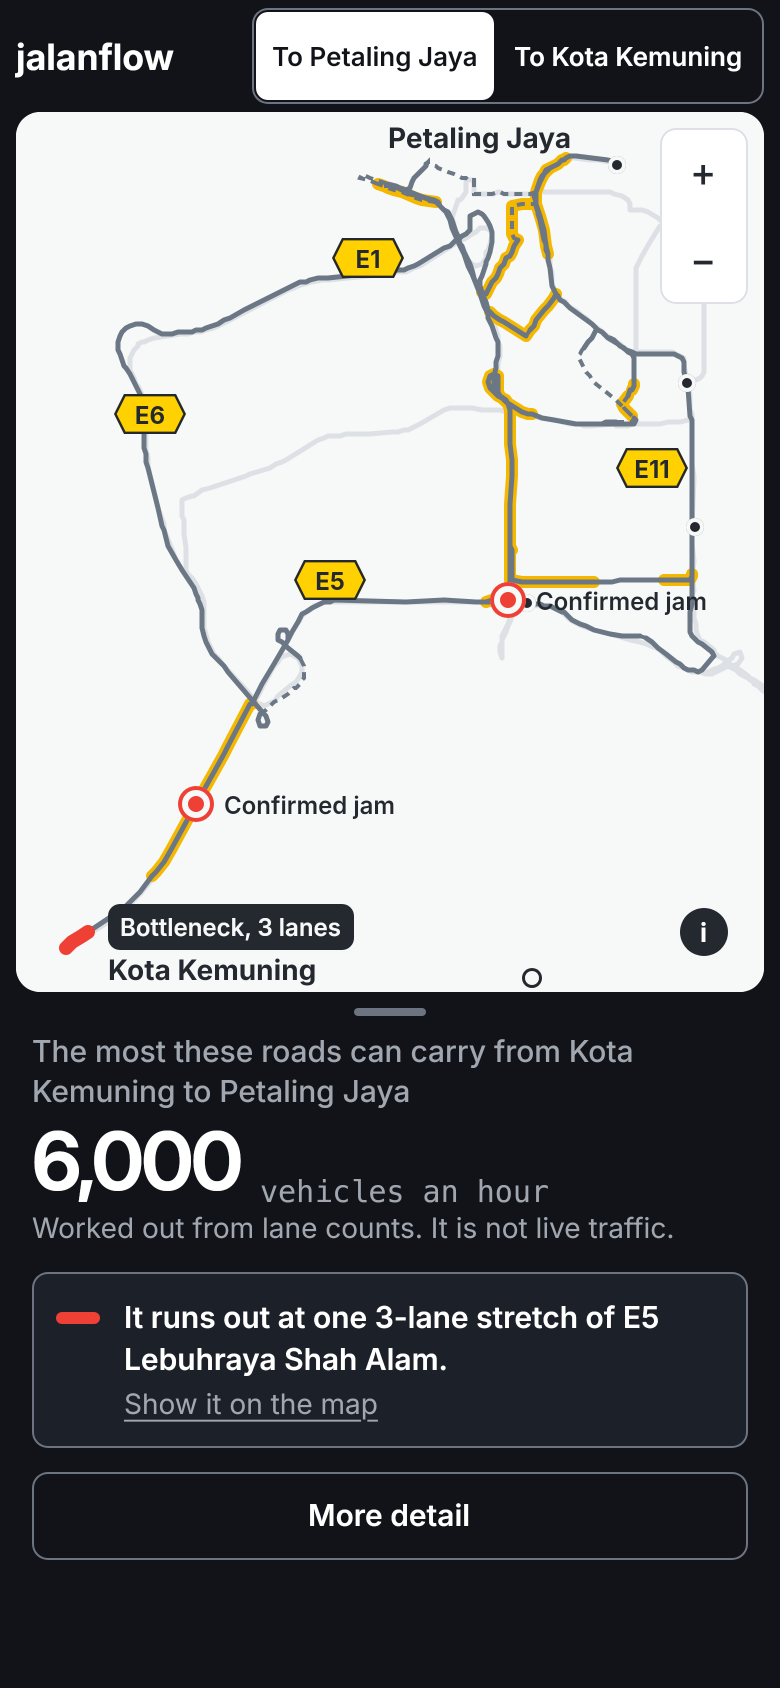 jalanflow
To Petaling Jaya
To Kota Kemuning
Petaling Jaya
+
E1
−
E6
E11
E5
Confirmed jam
Confirmed jam
Bottleneck, 3 lanes
i
Kota Kemuning
The most these roads can carry from Kota
Kemuning to Petaling Jaya
6,000 vehicles an hour
Worked out from lane counts. It is not live traffic.
It runs out at one 3-lane stretch of E5
Lebuhraya Shah Alam.
Show it on the map
More detail